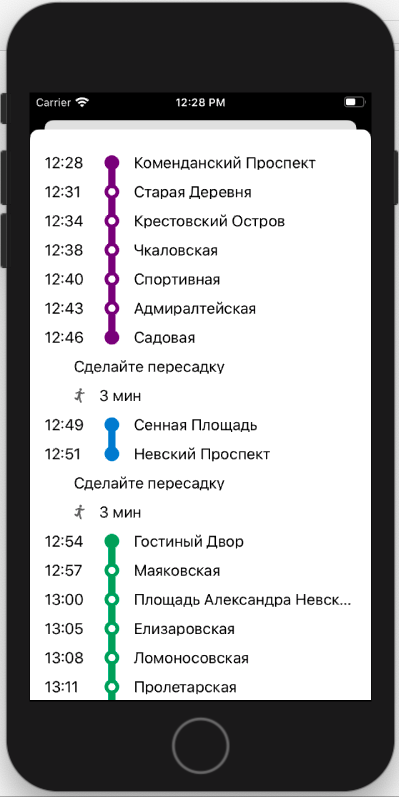 Carrier 12:28 PM
12:28 Коменданский Проспект
12:31 Старая Деревня
12:34 Крестовский Остров
12:38 Чкаловская
12:40 Спортивная
12:43 Адмиралтейская
12:46 Садовая
Сделайте пересадку
3 мин
12:49 Сенная Площадь
12:51 Невский Проспект
Сделайте пересадку
3 мин
12:54 Гостиный Двор
12:57 Маяковская
13:00 Площадь Александра Невск...
13:05 Елизаровская
13:08 Ломоносовская
13:11 Пролетарская